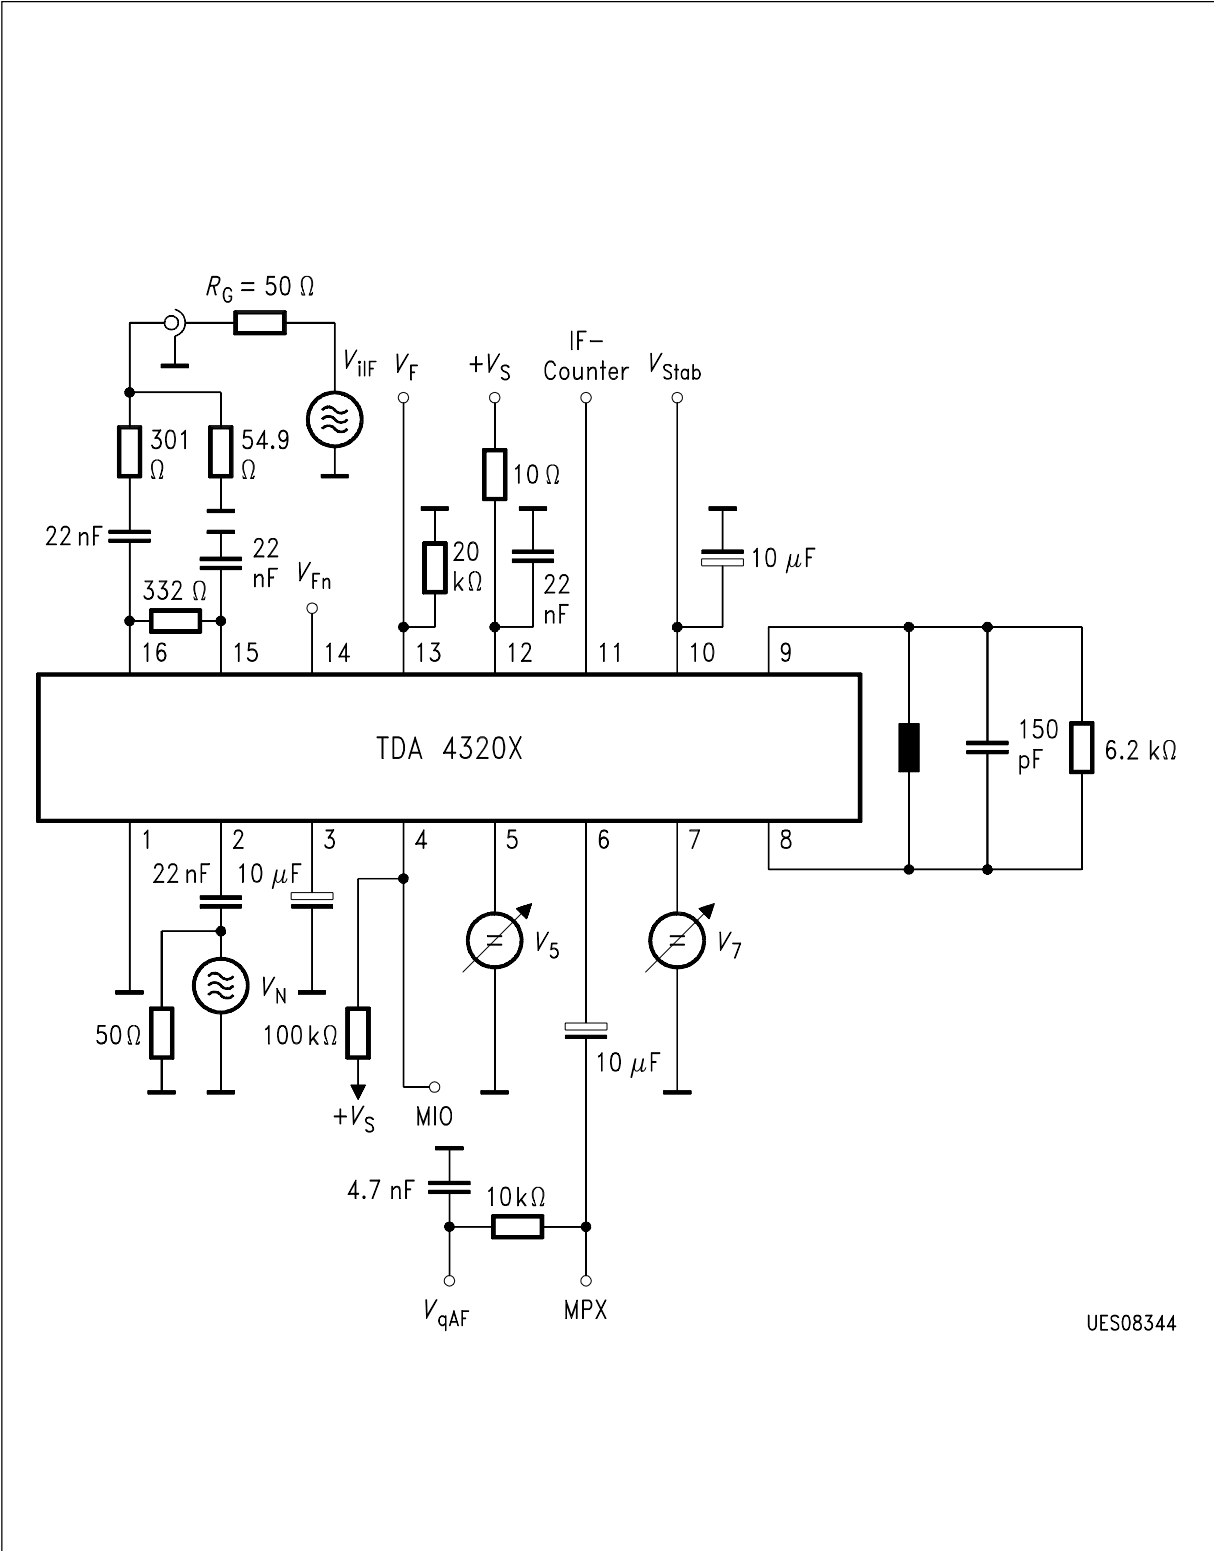 R_G = 50 Ω
IF-
Counter
V_iIF
V_F
+V_S
V_Stab
301
Ω
54.9
Ω
10 Ω
22 nF
22
nF
20
kΩ
22
nF
10 μF
V_Fn
332 Ω
16
15
14
13
12
11
10
9
TDA 4320X
150
pF
6.2 kΩ
1
2
3
4
5
6
7
8
22 nF
10 μF
V_5
V_7
V_N
50 Ω
100 kΩ
10 μF
+V_S
MIO
4.7 nF
10 kΩ
V_qAF
MPX
UES08344